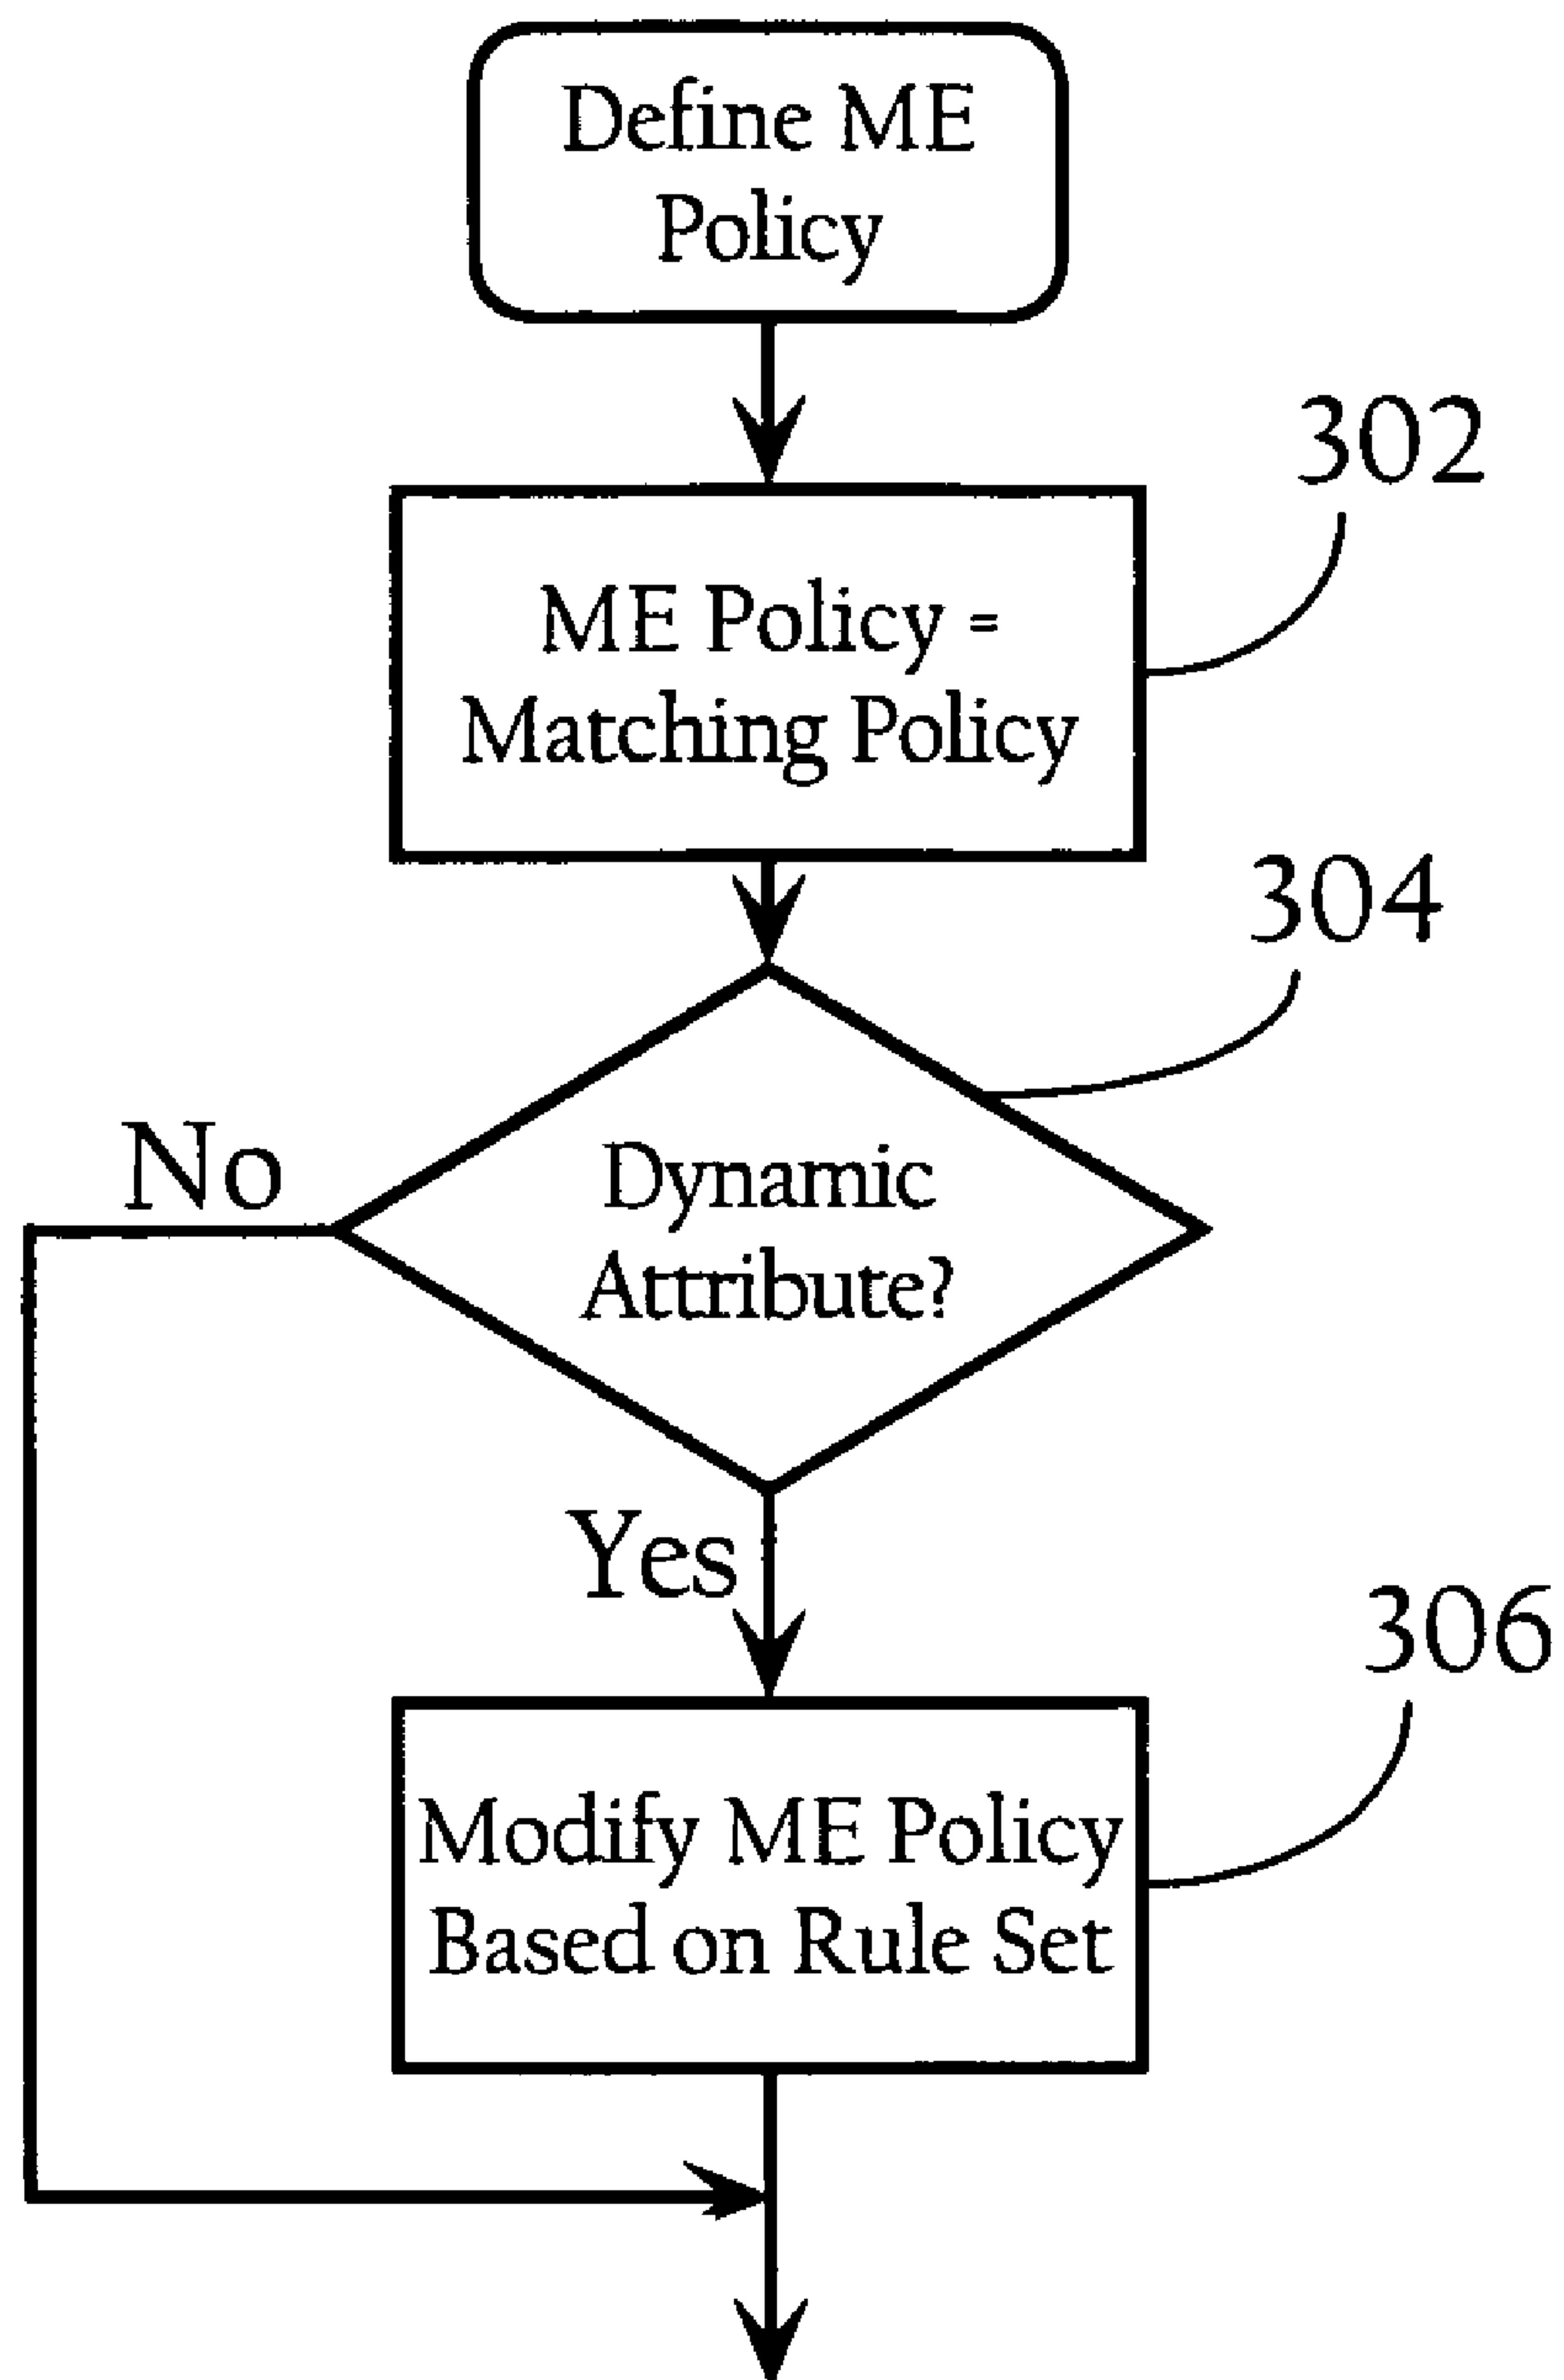 Define ME
Policy
302
ME Policy =
Matching Policy
304
No
Dynamic
Attribute?
Yes
306
Modify ME Policy
Based on Rule Set